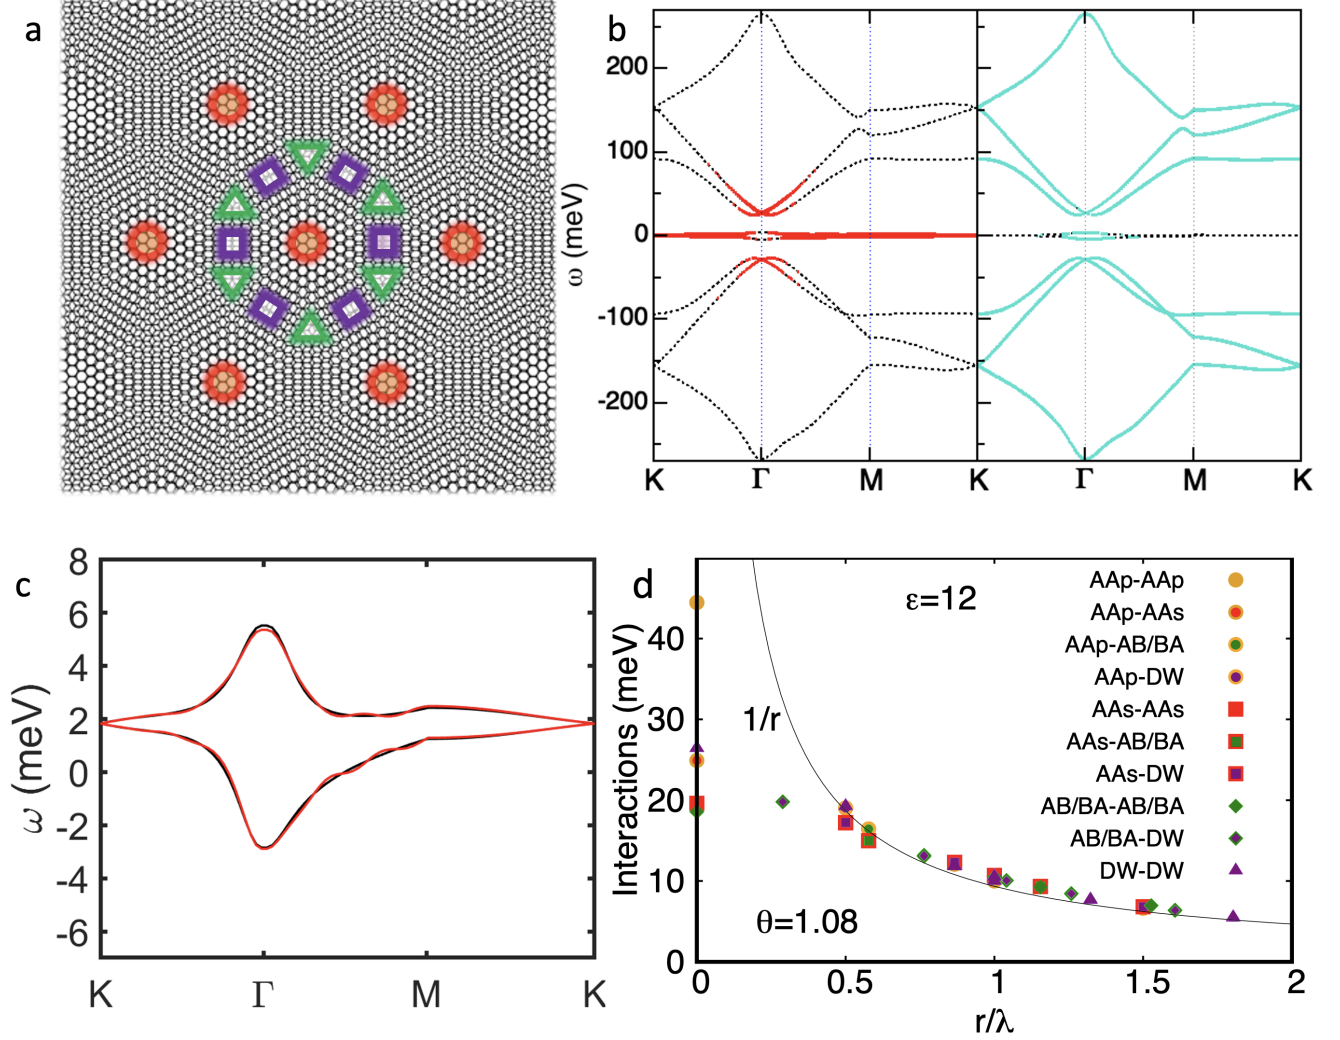 a
b
200
100
0
-100
-200
ω (meV)
K Γ M K Γ M K
c
8
6
4
2
0
-2
-4
-6
ω (meV)
K Γ M K
d
ε=12
1/r
θ=1.08
AAp-AAp
AAp-AAs
AAp-AB/BA
AAp-DW
AAs-AAs
AAs-AB/BA
AAs-DW
AB/BA-AB/BA
AB/BA-DW
DW-DW
40
30
20
10
0
Interactions (meV)
0 0.5 1 1.5 2
r/λ